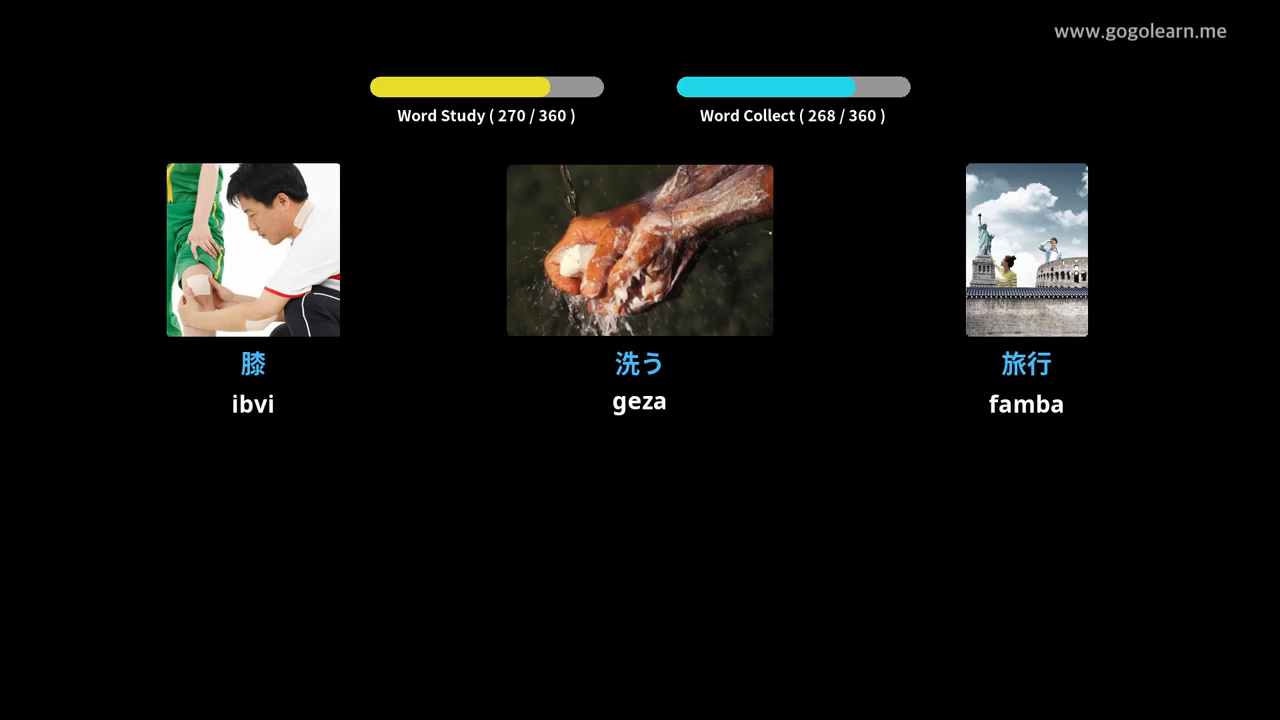 www.gogolearn.me
Word Study ( 270 / 360 )
Word Collect ( 268 / 360 )
膝
ibvi
洗う
geza
旅行
famba